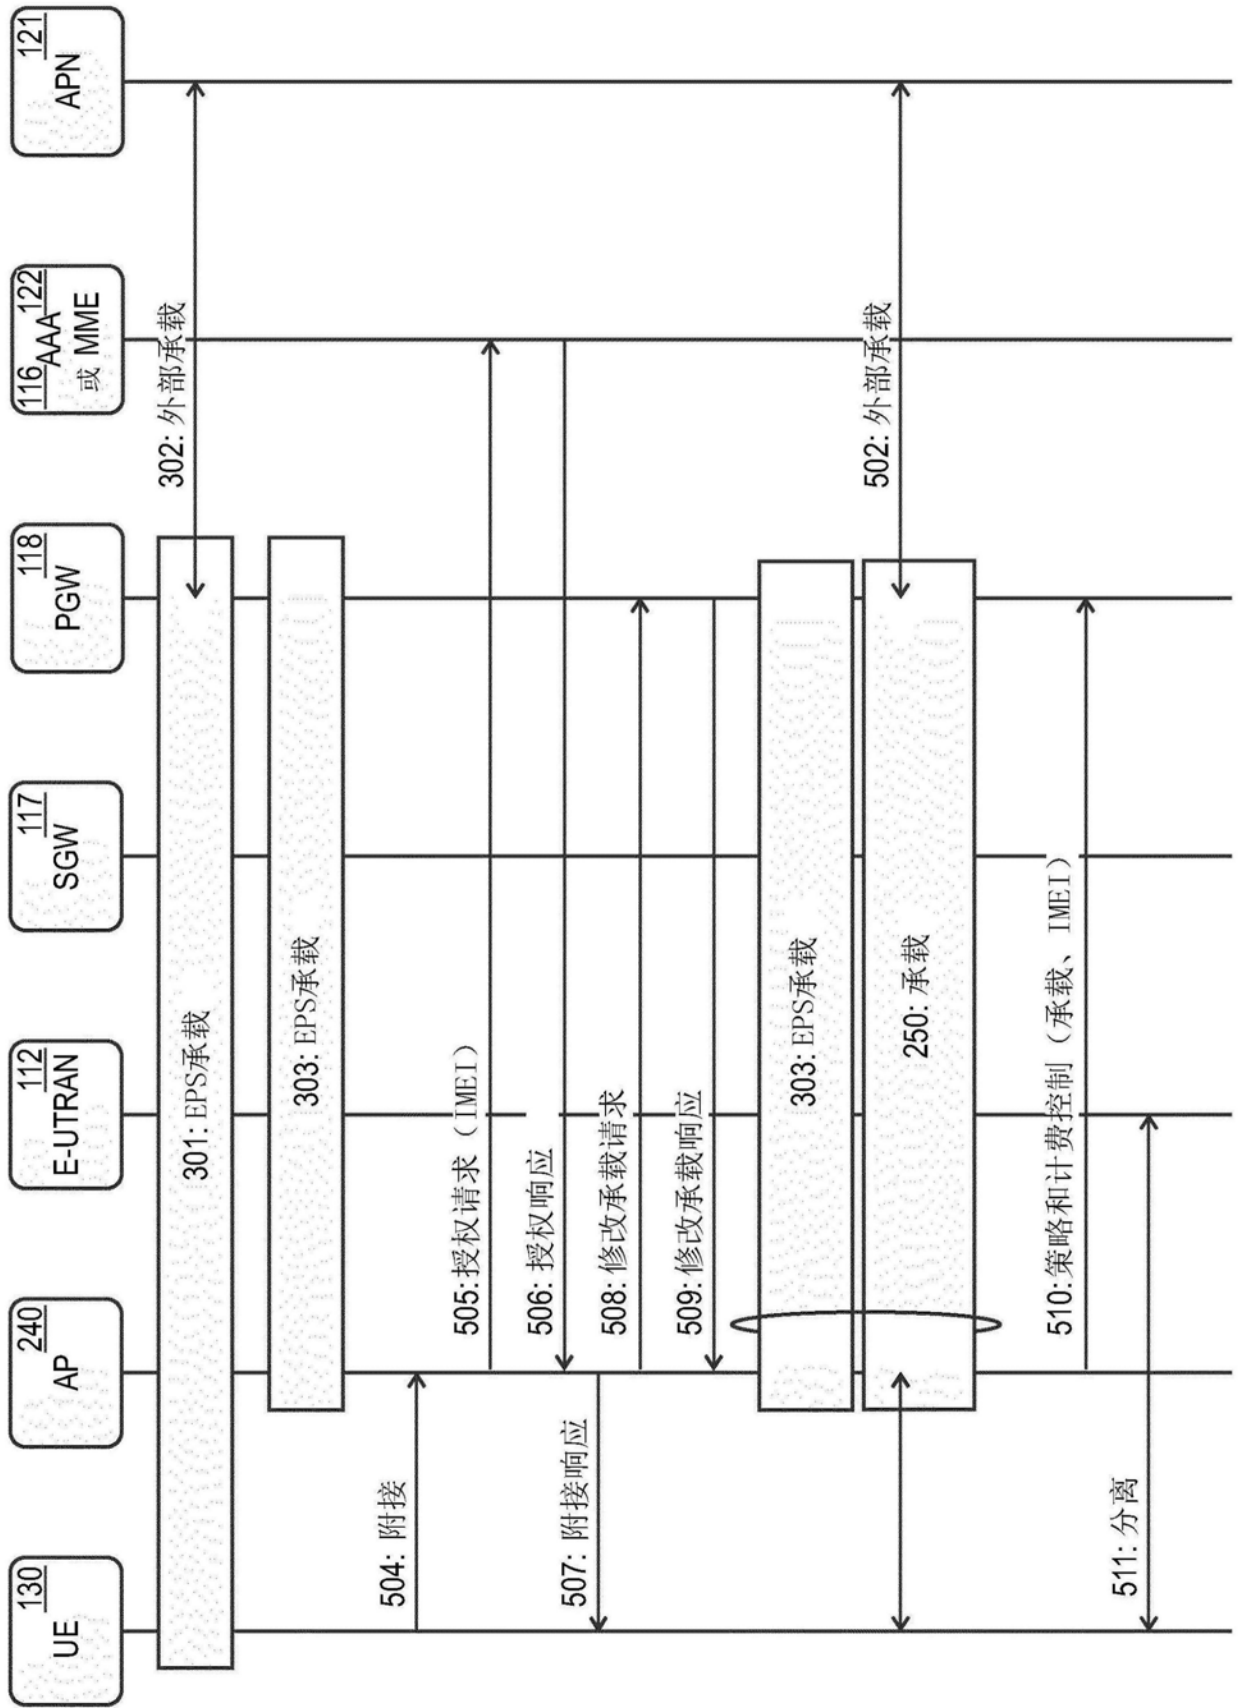 130
UE
240
AP
112
E-UTRAN
117
SGW
118
PGW
116 AAA 122
或 MME
121
APN
301: EPS承载
302: 外部承载
303: EPS承载
504: 附接
505: 授权请求（IMEI）
506: 授权响应
507: 附接响应
508: 修改承载请求
509: 修改承载响应
303: EPS承载
250: 承载
502: 外部承载
510: 策略和计费控制（承载、IMEI）
511: 分离